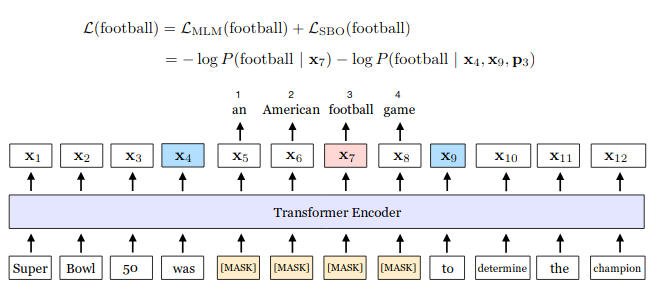 ℒ(football) = ℒ_MLM(football) + ℒ_SBO(football)
= − log P(football | x₇) − log P(football | x₄, x₉, p₃)
1 2 3 4
an American football game
x₁ x₂ x₃ x₄ x₅ x₆ x₇ x₈ x₉ x₁₀ x₁₁ x₁₂
Transformer Encoder
Super Bowl 50 was [MASK] [MASK] [MASK] [MASK] to determine the champion